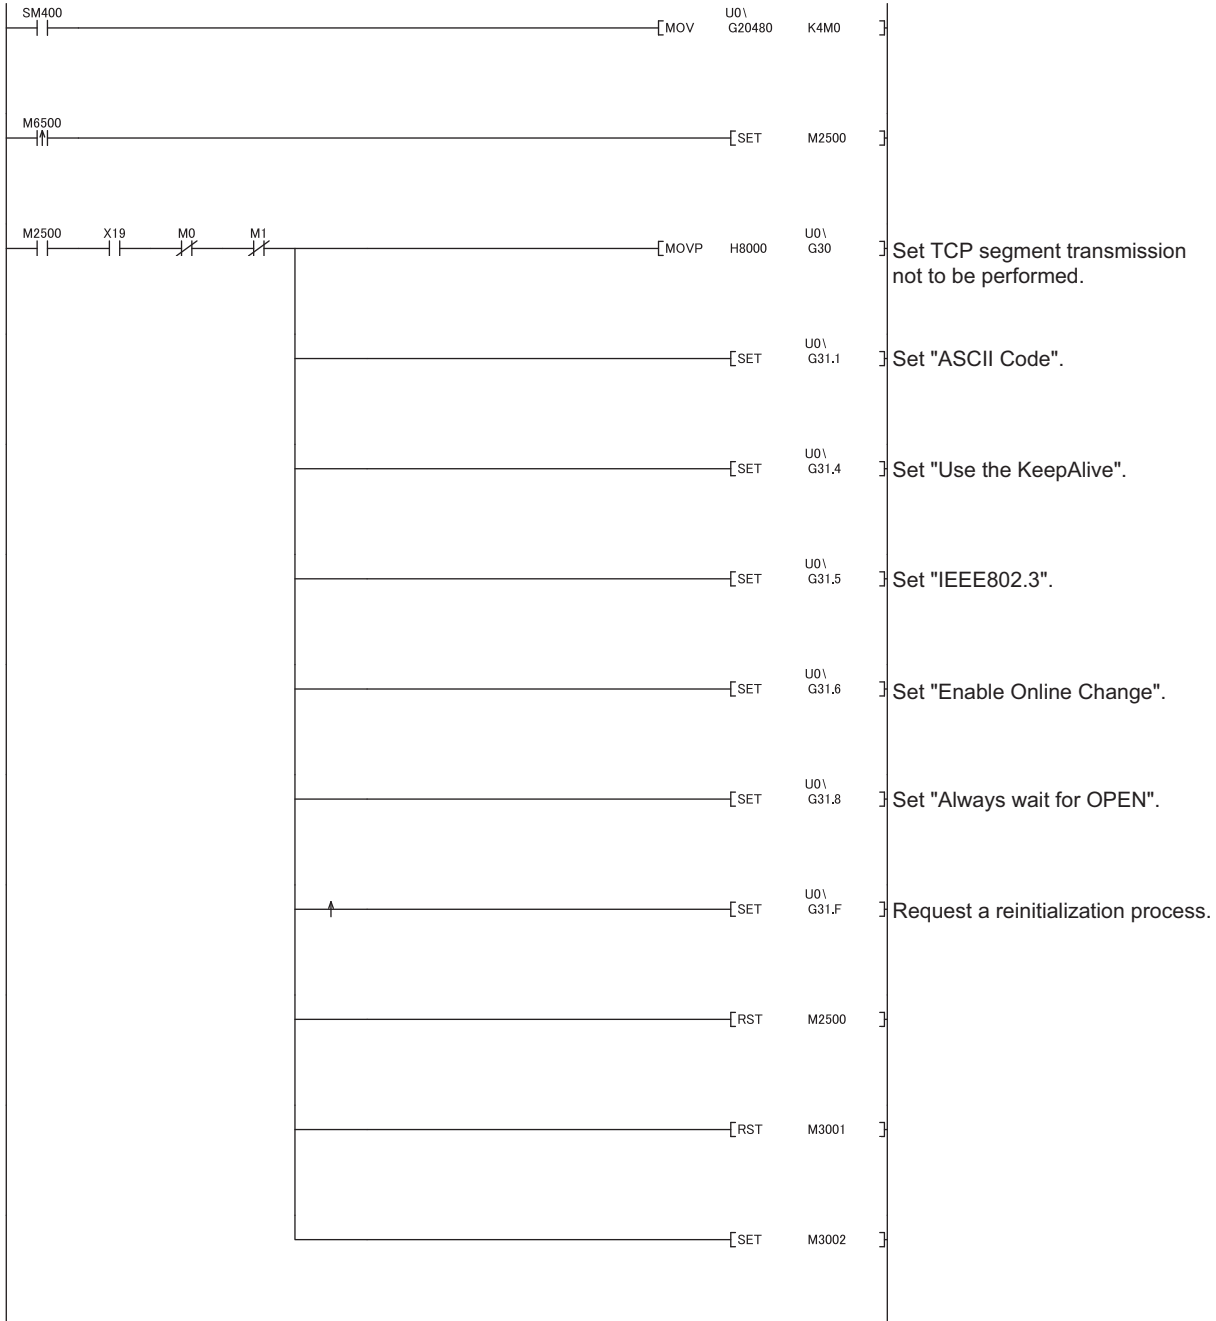 SM400
[MOV U0\ G20480 K4M0 ]
M6500
[SET M2500 ]
M2500 X19 M0 M1
[MOVP H8000 U0\ G30 ] Set TCP segment transmission
not to be performed.
[SET U0\ G31.1 ] Set "ASCII Code".
[SET U0\ G31.4 ] Set "Use the KeepAlive".
[SET U0\ G31.5 ] Set "IEEE802.3".
[SET U0\ G31.6 ] Set "Enable Online Change".
[SET U0\ G31.8 ] Set "Always wait for OPEN".
[SET U0\ G31.F ] Request a reinitialization process.
[RST M2500 ]
[RST M3001 ]
[SET M3002 ]